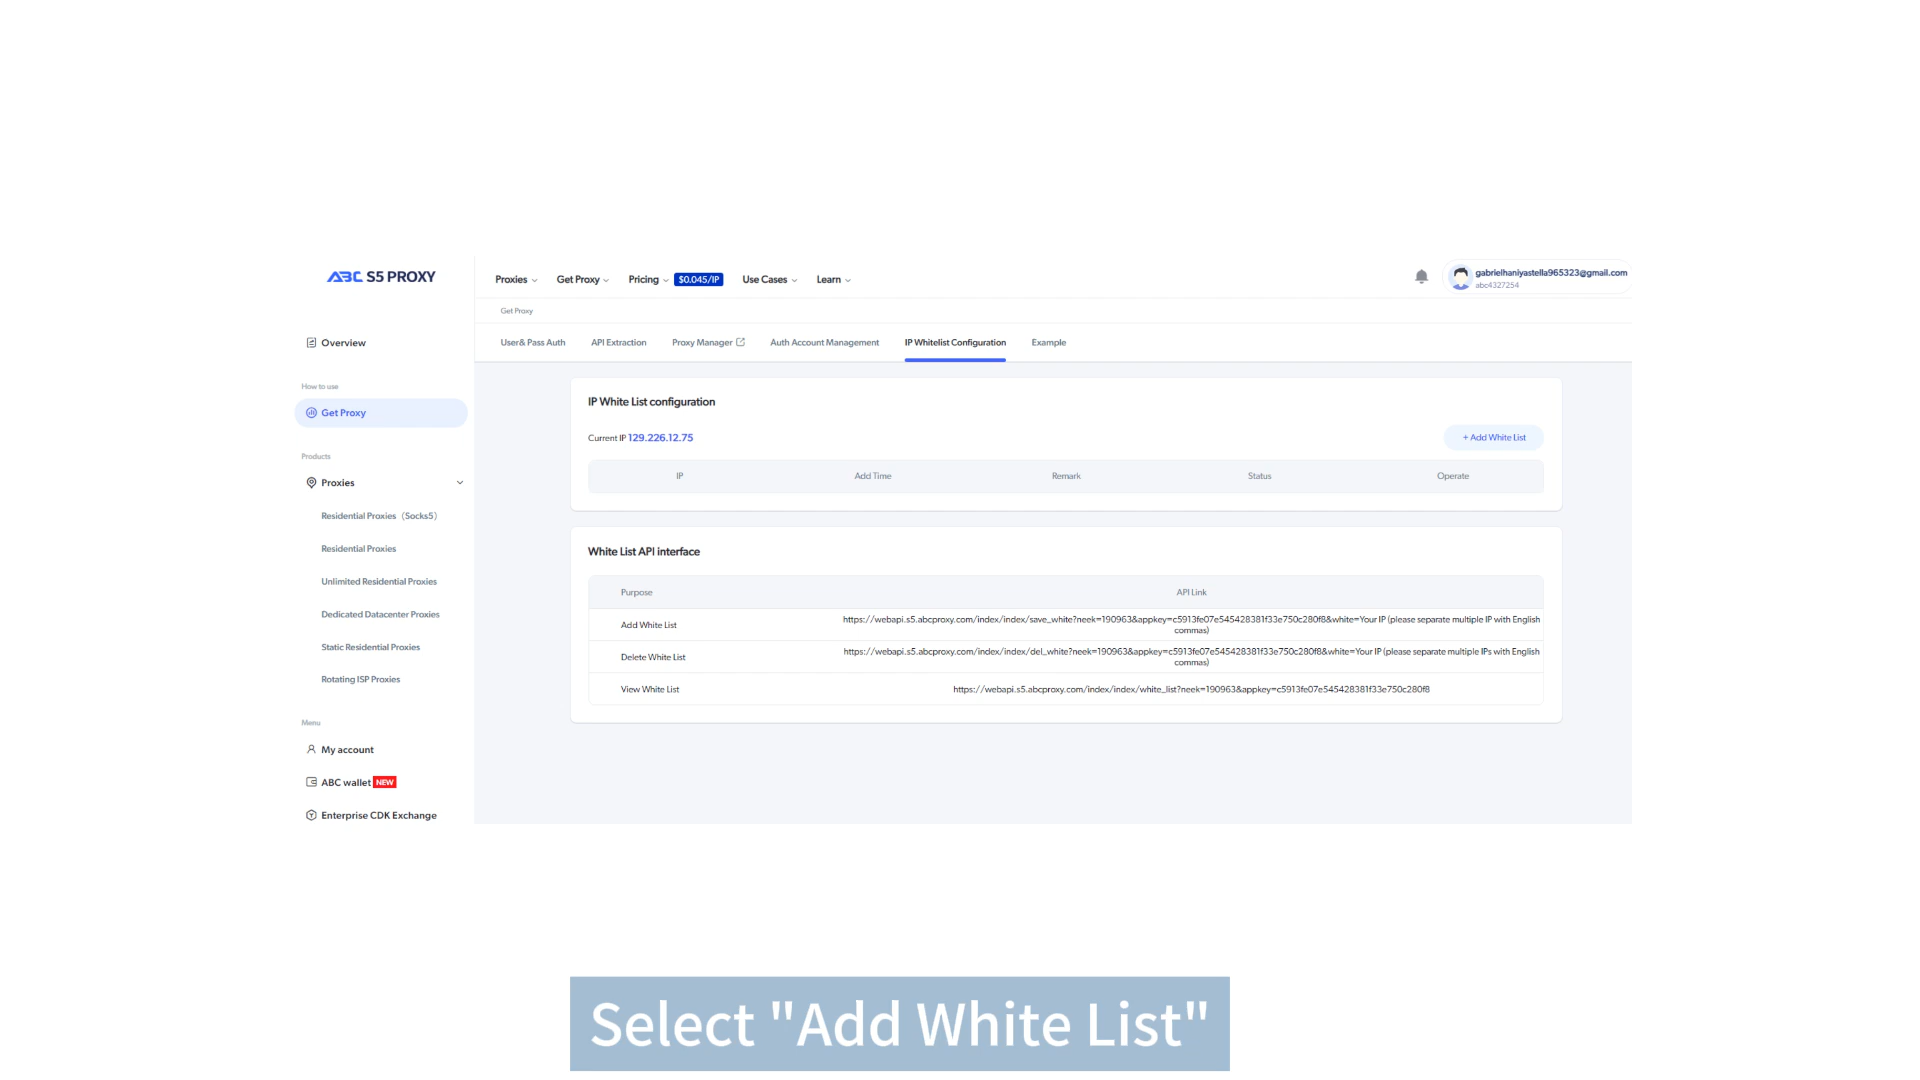 ABC S5 PROXY
Proxies
Get Proxy
Pricing
$0.045/IP
Use Cases
Learn
gabrielhaniyastella965323@gmail.com
abc4327254
Get Proxy
User& Pass Auth
API Extraction
Proxy Manager
Auth Account Management
IP Whitelist Configuration
Example
Overview
How to use
Get Proxy
Products
Proxies
Residential Proxies（Socks5）
Residential Proxies
Unlimited Residential Proxies
Dedicated Datacenter Proxies
Static Residential Proxies
Rotating ISP Proxies
Menu
My account
ABC wallet NEW
Enterprise CDK Exchange
IP White List configuration
Current IP 129.226.12.75
+ Add White List
IP
Add Time
Remark
Status
Operate
White List API interface
Purpose
API Link
Add White List
https://webapi.s5.abcproxy.com/index/index/save_white?neek=190963&appkey=c5913fe07e545428381f33e750c280f8&white=Your IP (please separate multiple IP with English
commas)
Delete White List
https://webapi.s5.abcproxy.com/index/index/del_white?neek=190963&appkey=c5913fe07e545428381f33e750c280f8&white=Your IP (please separate multiple IPs with English
commas)
View White List
https://webapi.s5.abcproxy.com/index/index/white_list?neek=190963&appkey=c5913fe07e545428381f33e750c280f8
Select "Add White List"